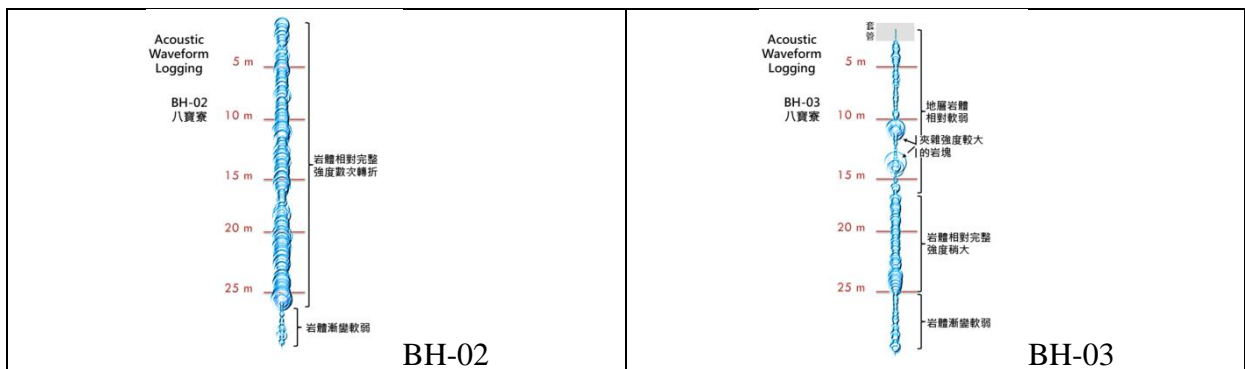 Acoustic
Waveform
Logging
BH-02
八寶寮
5 m
10 m
15 m
20 m
25 m
岩體相對完整
強度數次轉折
岩體漸變軟弱
BH-02
Acoustic
Waveform
Logging
BH-03
八寶寮
套
管
5 m
10 m
15 m
20 m
25 m
地層岩體
相對軟弱
夾雜強度較大
的岩塊
岩體相對完整
強度稍大
岩體漸變軟弱
BH-03